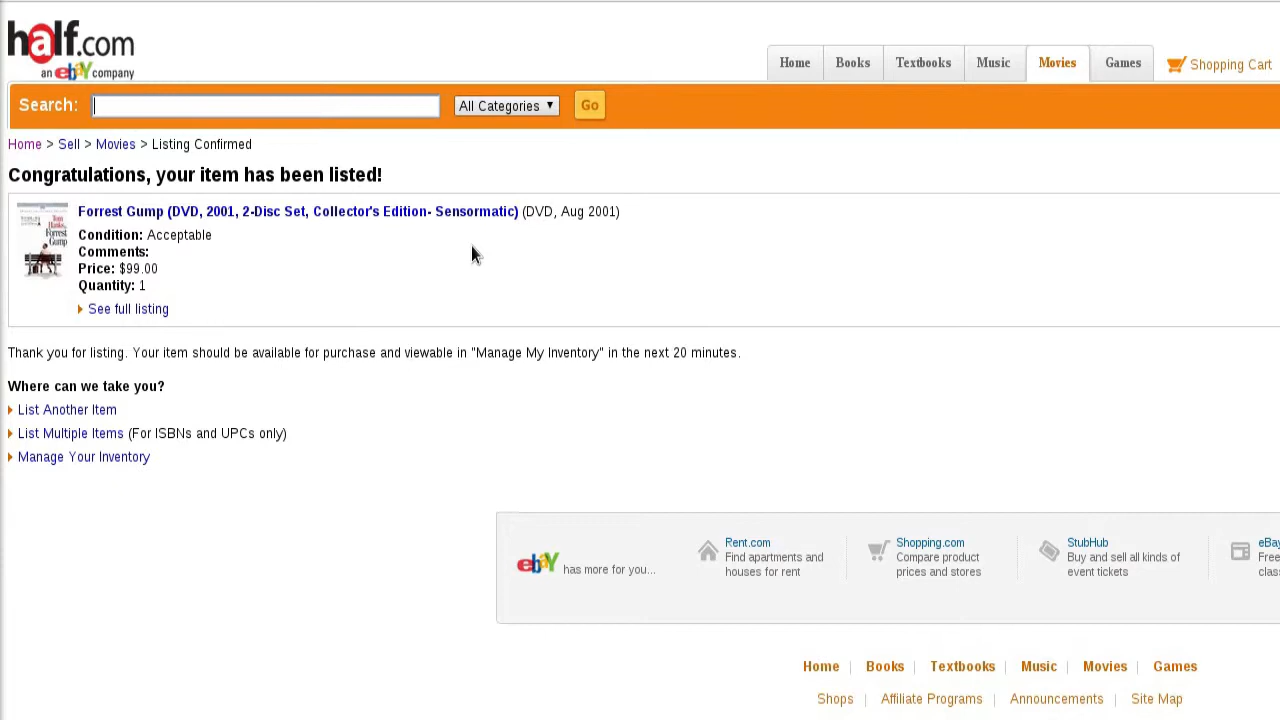 half.com
an ebay company
Home Books Textbooks Music Movies Games Shopping Cart
Search: All Categories ▼ Go
Home > Sell > Movies > Listing Confirmed
Congratulations, your item has been listed!
Forrest Gump (DVD, 2001, 2-Disc Set, Collector's Edition- Sensormatic) (DVD, Aug 2001)
Condition: Acceptable
Comments:
Price: $99.00
Quantity: 1
See full listing
Tom Hanks
Forrest
Gump
Thank you for listing. Your item should be available for purchase and viewable in "Manage My Inventory" in the next 20 minutes.
Where can we take you?
List Another Item
List Multiple Items (For ISBNs and UPCs only)
Manage Your Inventory
ebay has more for you...
Rent.com
Find apartments and
houses for rent
Shopping.com
Compare product
prices and stores
StubHub
Buy and sell all kinds of
event tickets
eBay
Free
clas
Home Books Textbooks Music Movies Games
Shops Affiliate Programs Announcements Site Map